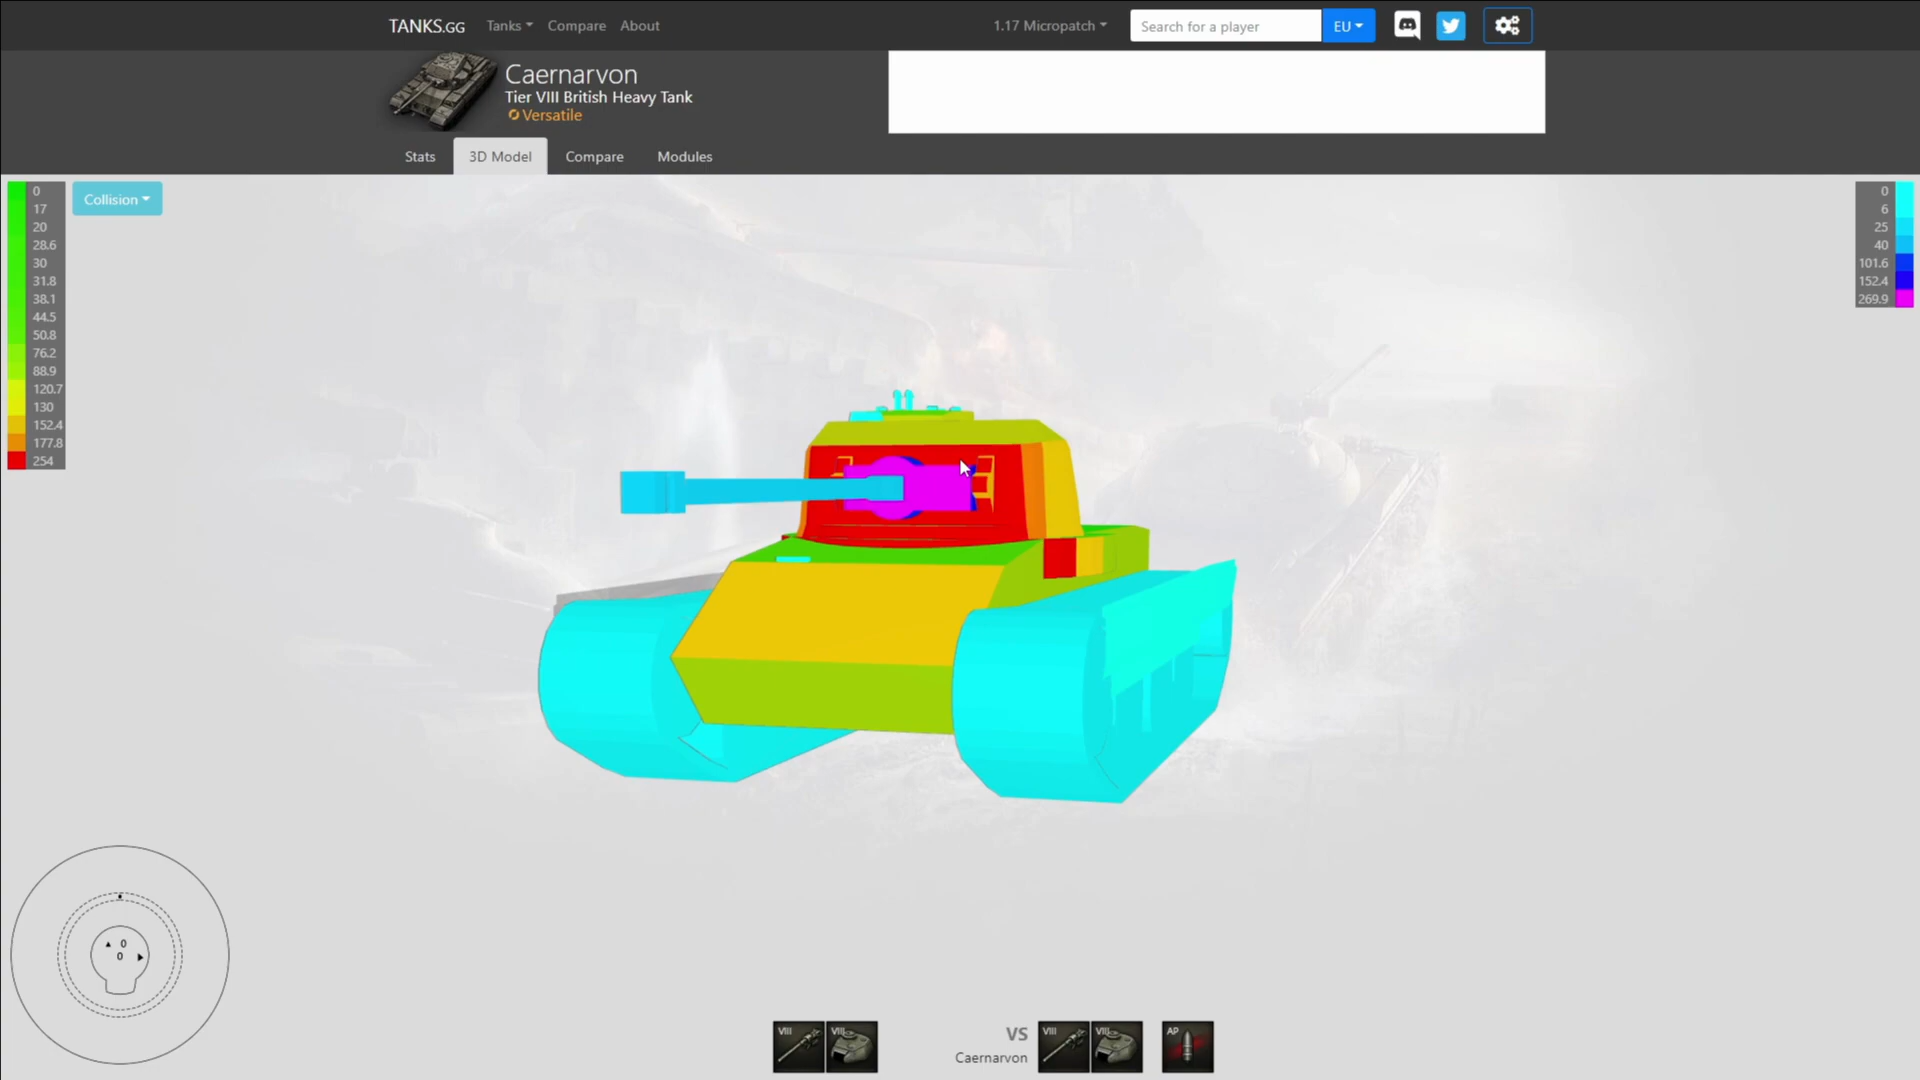 TANKS.GG Tanks Compare About 1.17 Micropatch Search for a player EU
Caernarvon
Tier VIII British Heavy Tank
Versatile
Stats 3D Model Compare Modules
Collision
0
17
20
28.6
30
31.8
38.1
44.5
50.8
76.2
88.9
120.7
130
152.4
177.8
254
0
6
25
40
101.6
152.4
269.9
0
0
VIII VIII
VS
Caernarvon
VIII VIII AP